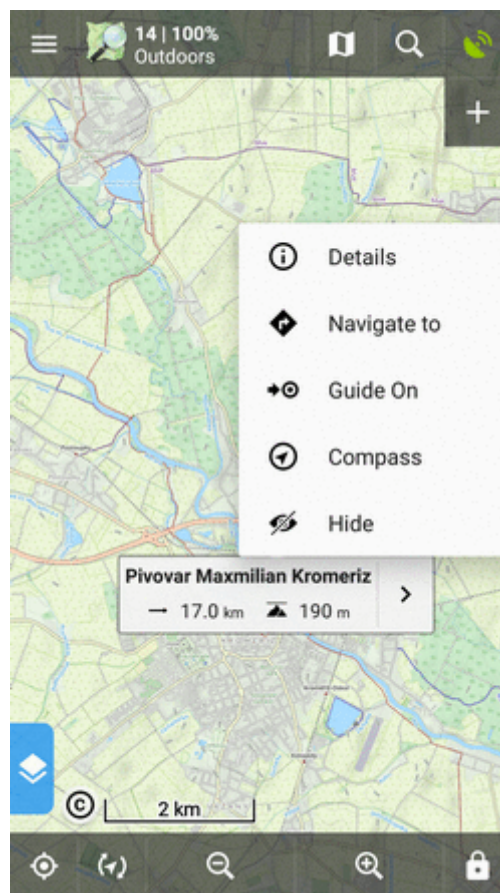 14 | 100%
Outdoors
Details
Navigate to
Guide On
Compass
Hide
Pivovar Maxmilian Kromeriz
17.0 km 190 m
© 2 km